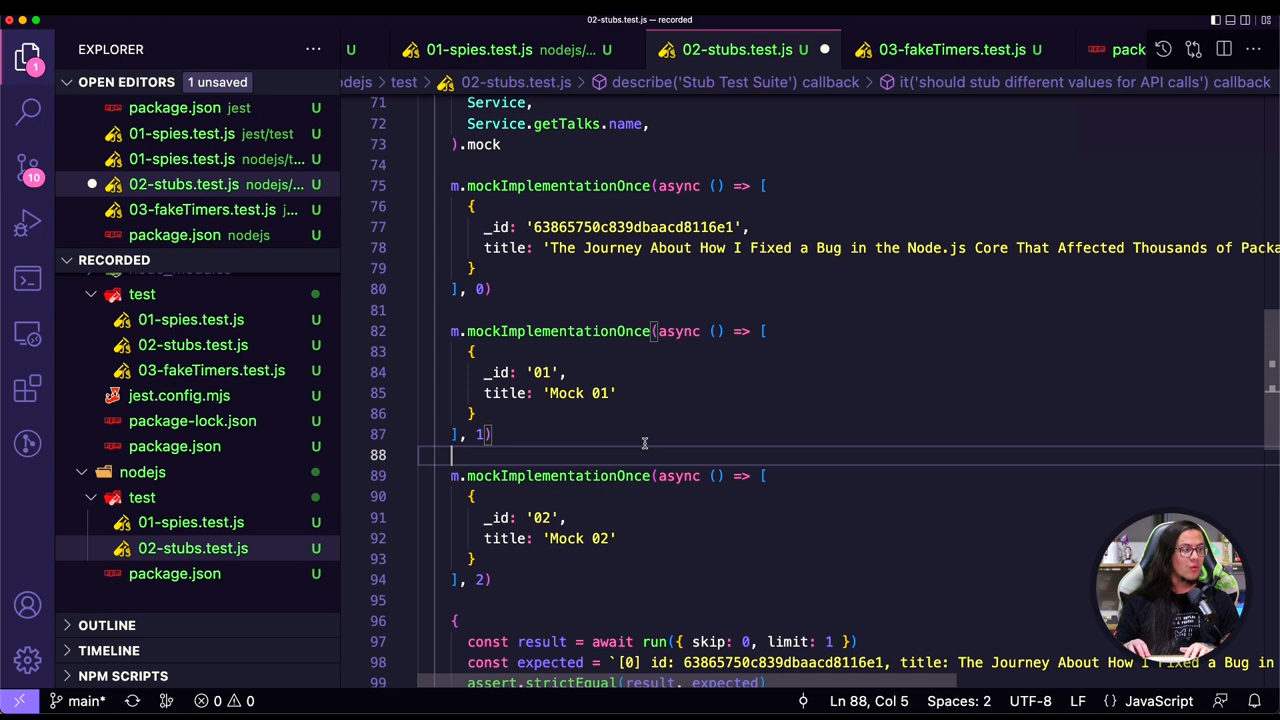 02-stubs.test.js — recorded
EXPLORER
U
01-spies.test.js nodejs/... U
02-stubs.test.js U
03-fakeTimers.test.js U
pack
1
OPEN EDITORS 1 unsaved
odejs > test > 02-stubs.test.js > describe('Stub Test Suite') callback > it('should stub different values for API calls') callback
package.json jest U
01-spies.test.js jest/test U
01-spies.test.js nodejs/t... U
02-stubs.test.js nodejs/... U
03-fakeTimers.test.js j... U
package.json nodejs U
10
RECORDED
node_modules
test
01-spies.test.js U
02-stubs.test.js U
03-fakeTimers.test.js U
jest.config.mjs U
package-lock.json U
package.json U
nodejs
test
01-spies.test.js U
02-stubs.test.js U
package.json U
OUTLINE
TIMELINE
NPM SCRIPTS
71 Service,
72 Service.getTalks.name,
73 ).mock
74
75 m.mockImplementationOnce(async () => [
76 {
77 _id: '63865750c839dbaacd8116e1',
78 title: 'The Journey About How I Fixed a Bug in the Node.js Core That Affected Thousands of Packa
79 }
80 ], 0)
81
82 m.mockImplementationOnce(async () => [
83 {
84 _id: '01',
85 title: 'Mock 01'
86 }
87 ], 1)
88
89 m.mockImplementationOnce(async () => [
90 {
91 _id: '02',
92 title: 'Mock 02'
93 }
94 ], 2)
95
96 {
97 const result = await run({ skip: 0, limit: 1 })
98 const expected = `[0] id: 63865750c839dbaacd8116e1, title: The Journey About How I Fixed a Bug in
99 assert.strictEqual(result, expected)
main* 0 0 Ln 88, Col 5 Spaces: 2 UTF-8 LF {} JavaScript